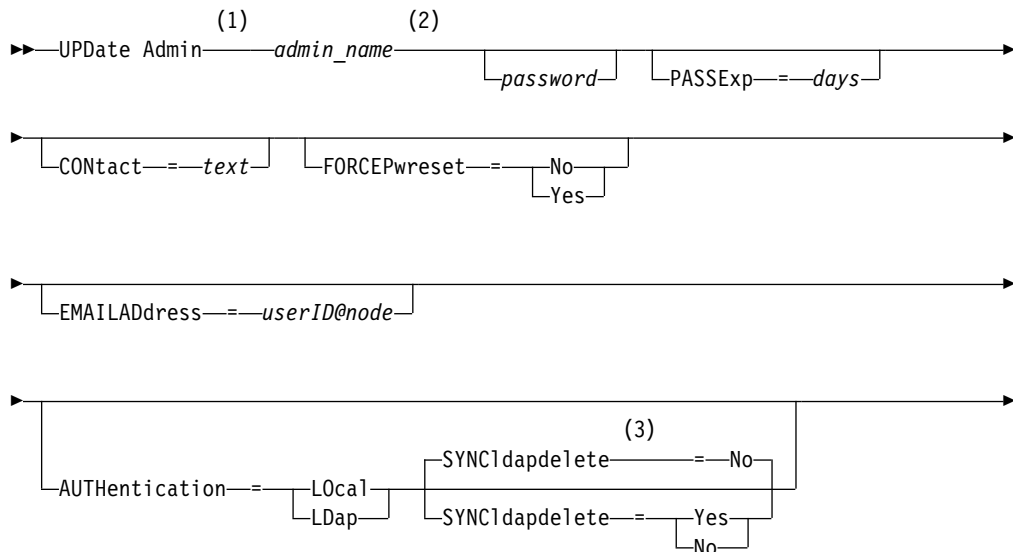 (1) (2)
UPDate Admin admin_name
password PASSExp = days
CONtact = text FORCEPwreset = No
Yes
EMAILADdress = userID@node
(3)
SYNCldapdelete = No
AUTHentication = LOcal
LDap SYNCldapdelete = Yes
No